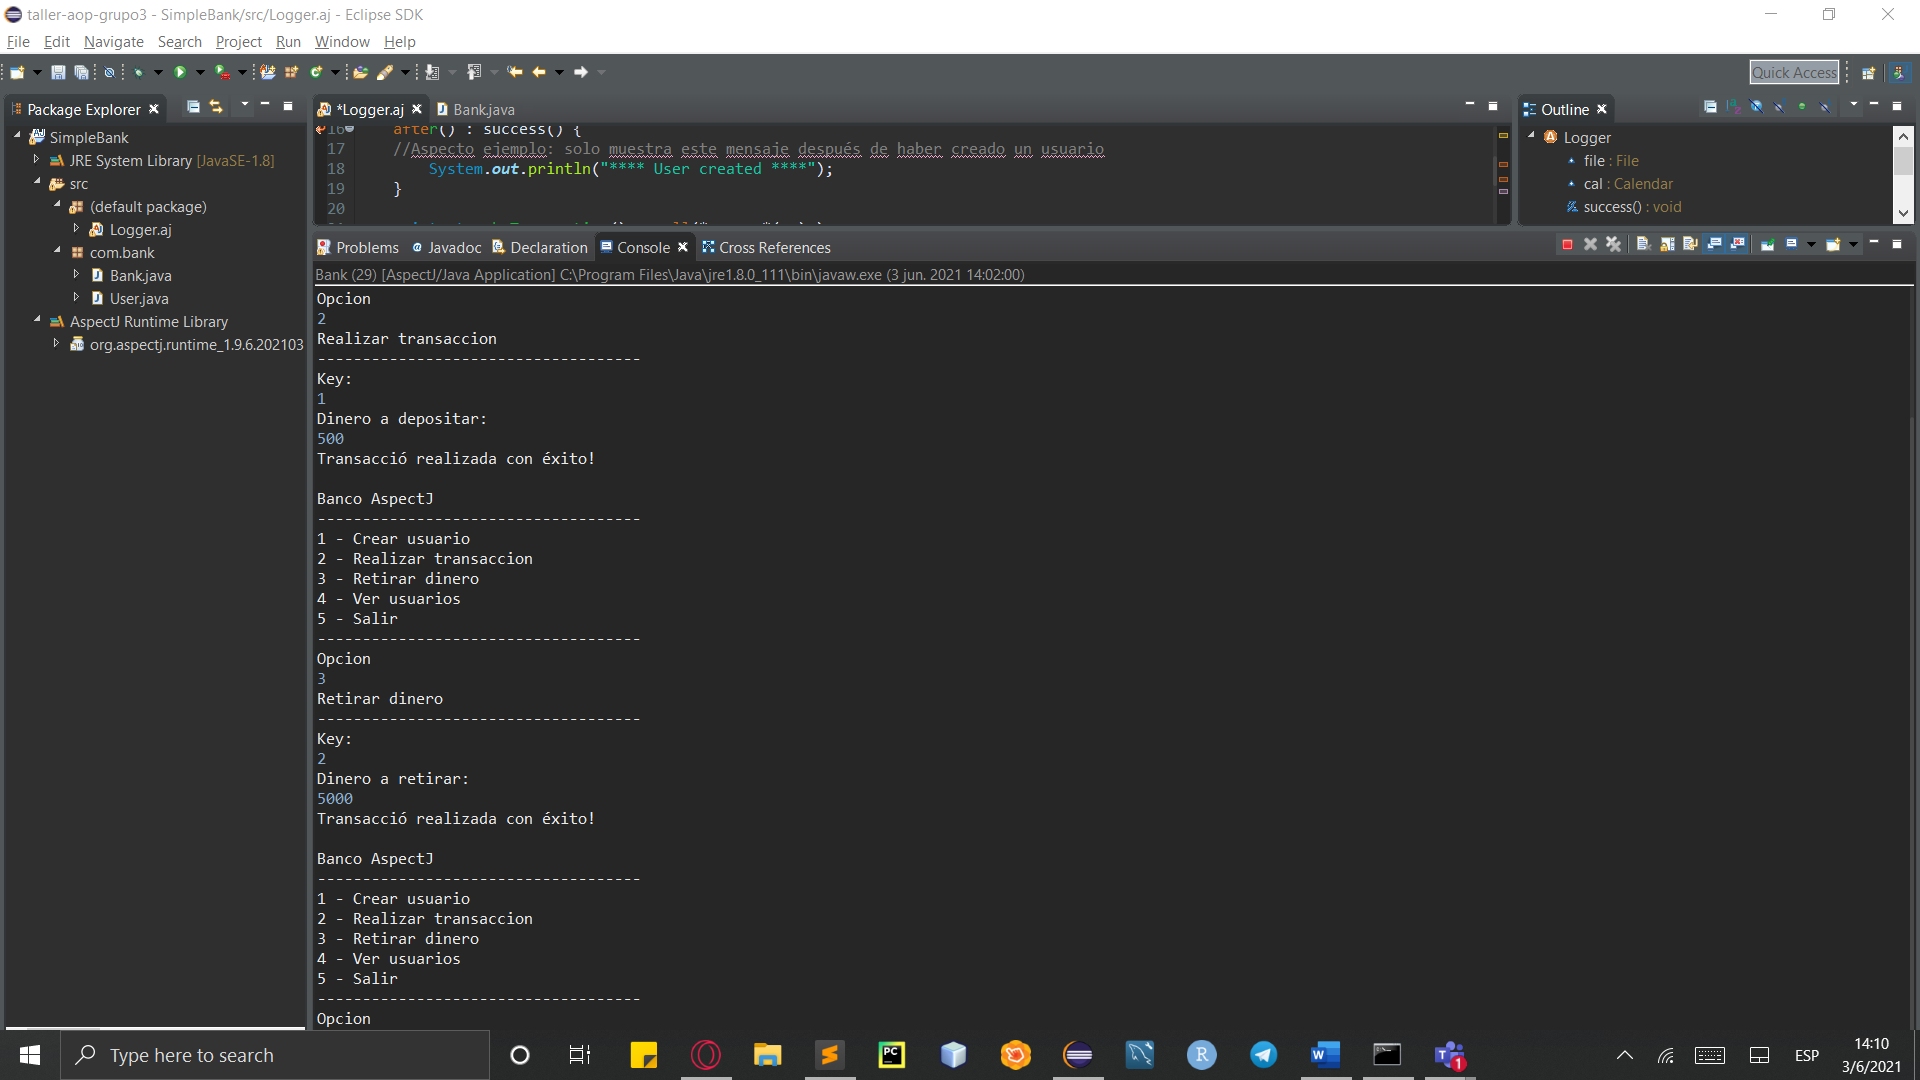 taller-aop-grupo3 - SimpleBank/src/Logger.aj - Eclipse SDK
File Edit Navigate Search Project Run Window Help
Quick Access
Package Explorer
SimpleBank
JRE System Library [JavaSE-1.8]
src
(default package)
Logger.aj
com.bank
Bank.java
User.java
AspectJ Runtime Library
org.aspectj.runtime_1.9.6.202103
*Logger.aj Bank.java
16 after() : success() {
17 //Aspecto ejemplo: solo muestra este mensaje después de haber creado un usuario
18 System.out.println("**** User created ****");
19 }
20
Outline
Logger
file : File
cal : Calendar
success() : void
Problems Javadoc Declaration Console Cross References
Bank (29) [AspectJ/Java Application] C:\Program Files\Java\jre1.8.0_111\bin\javaw.exe (3 jun. 2021 14:02:00)
Opcion
2
Realizar transaccion
------------------------------------
Key:
1
Dinero a depositar:
500
Transacció realizada con éxito!
Banco AspectJ
------------------------------------
1 - Crear usuario
2 - Realizar transaccion
3 - Retirar dinero
4 - Ver usuarios
5 - Salir
------------------------------------
Opcion
3
Retirar dinero
------------------------------------
Key:
2
Dinero a retirar:
5000
Transacció realizada con éxito!
Banco AspectJ
------------------------------------
1 - Crear usuario
2 - Realizar transaccion
3 - Retirar dinero
4 - Ver usuarios
5 - Salir
------------------------------------
Opcion
Type here to search
ESP
14:10
3/6/2021